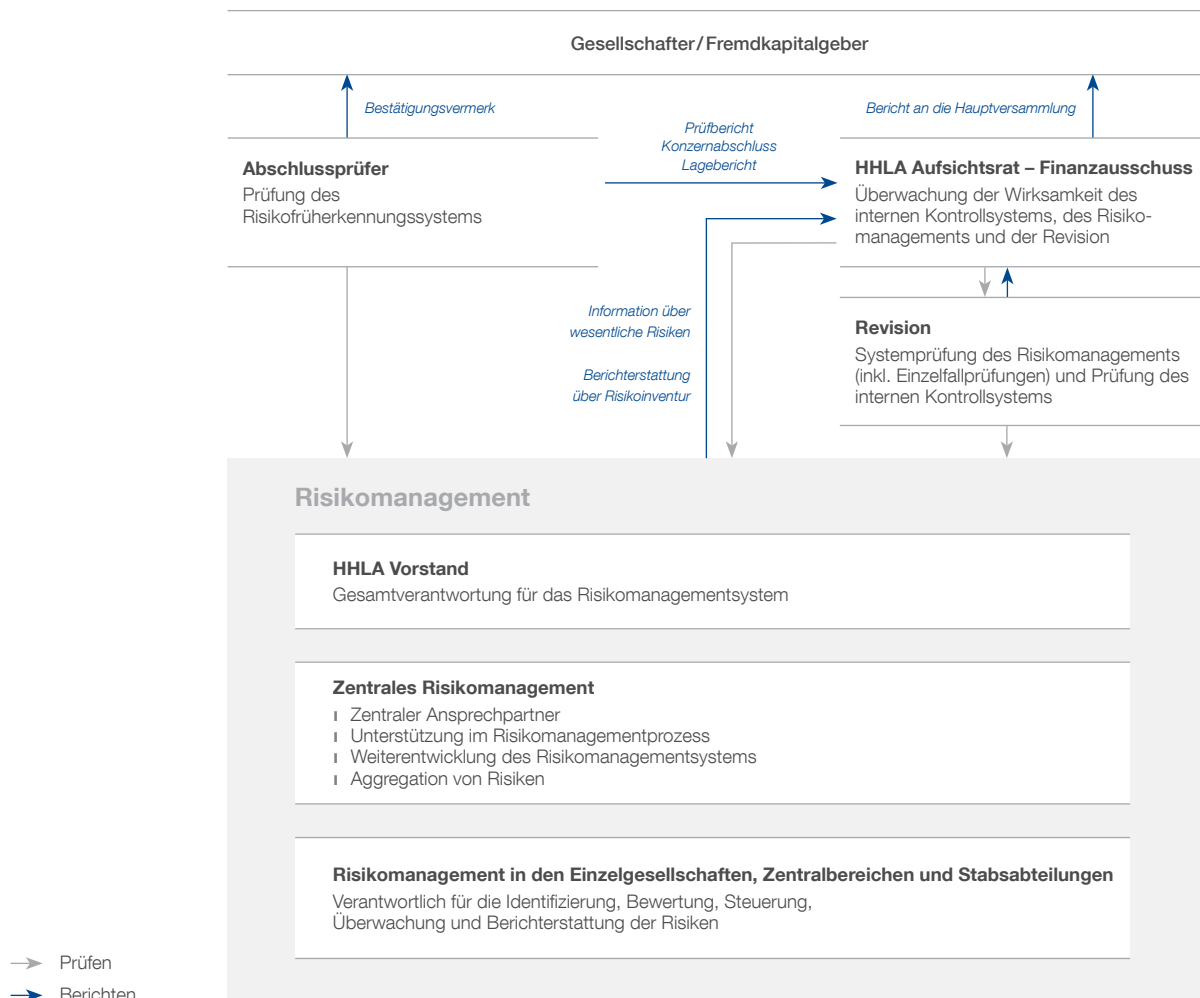 Gesellschafter/Fremdkapitalgeber
Bestätigungsvermerk
Prüfbericht
Konzernabschluss
Lagebericht
Bericht an die Hauptversammlung
Abschlussprüfer
Prüfung des
Risikofrüherkennungssystems
HHLA Aufsichtsrat – Finanzausschuss
Überwachung der Wirksamkeit des
internen Kontrollsystems, des Risiko-
managements und der Revision
Information über
wesentliche Risiken
Berichterstattung
über Risikoinventur
Revision
Systemprüfung des Risikomanagements
(inkl. Einzelfallprüfungen) und Prüfung des
internen Kontrollsystems
Risikomanagement
HHLA Vorstand
Gesamtverantwortung für das Risikomanagementsystem
Zentrales Risikomanagement
Zentraler Ansprechpartner
Unterstützung im Risikomanagementprozess
Weiterentwicklung des Risikomanagementsystems
Aggregation von Risiken
Risikomanagement in den Einzelgesellschaften, Zentralbereichen und Stabsabteilungen
Verantwortlich für die Identifizierung, Bewertung, Steuerung,
Überwachung und Berichterstattung der Risiken
Prüfen
Berichten